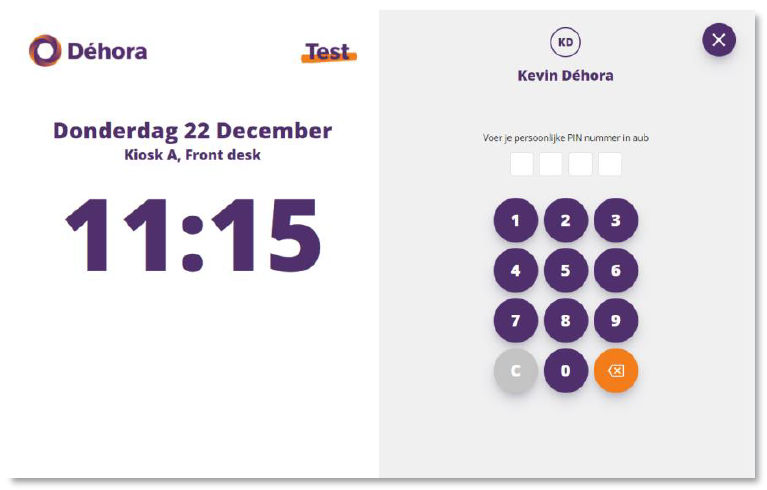 Déhora
Test
Donderdag 22 December
Kiosk A, Front desk
11:15
KD
Kevin Déhora
Voer je persoonlijke PIN nummer in aub
1 2 3
4 5 6
7 8 9
C 0